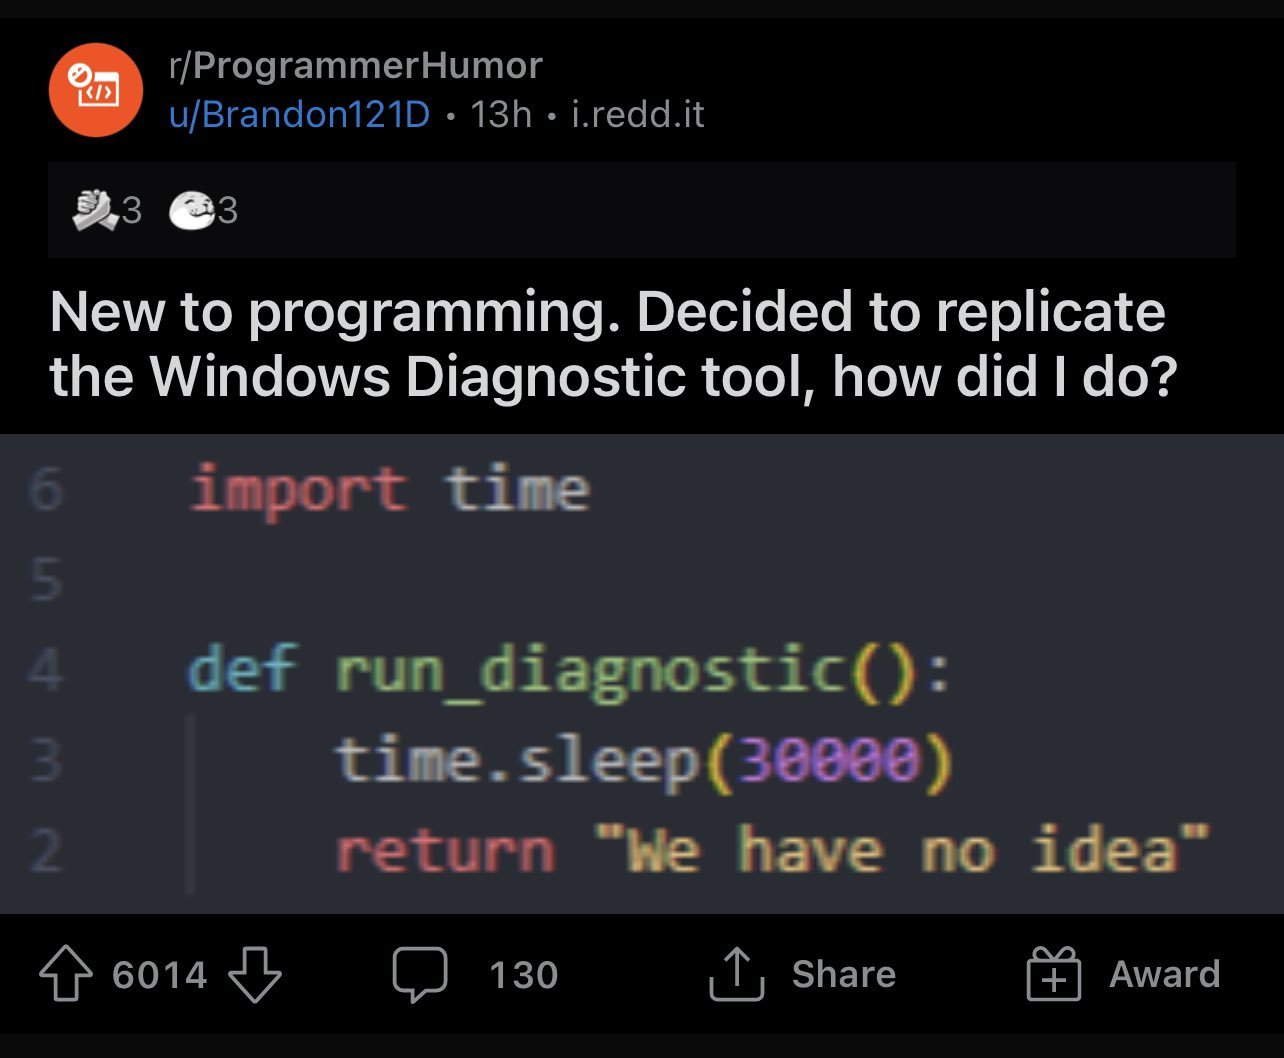 r/ProgrammerHumor
u/Brandon121D • 13h • i.redd.it
3 3
New to programming. Decided to replicate
the Windows Diagnostic tool, how did I do?
6 import time
5
4 def run_diagnostic():
3 time.sleep(30000)
2 return "We have no idea"
6014 130 Share Award